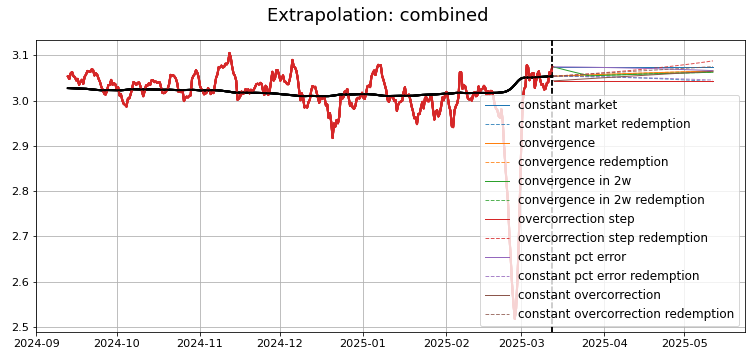 Extrapolation: combined
3.1
3.0
2.9
2.8
2.7
2.6
2.5
constant market
constant market redemption
convergence
convergence redemption
convergence in 2w
convergence in 2w redemption
overcorrection step
overcorrection step redemption
constant pct error
constant pct error redemption
constant overcorrection
constant overcorrection redemption
2024-09 2024-10 2024-11 2024-12 2025-01 2025-02 2025-03 2025-04 2025-05